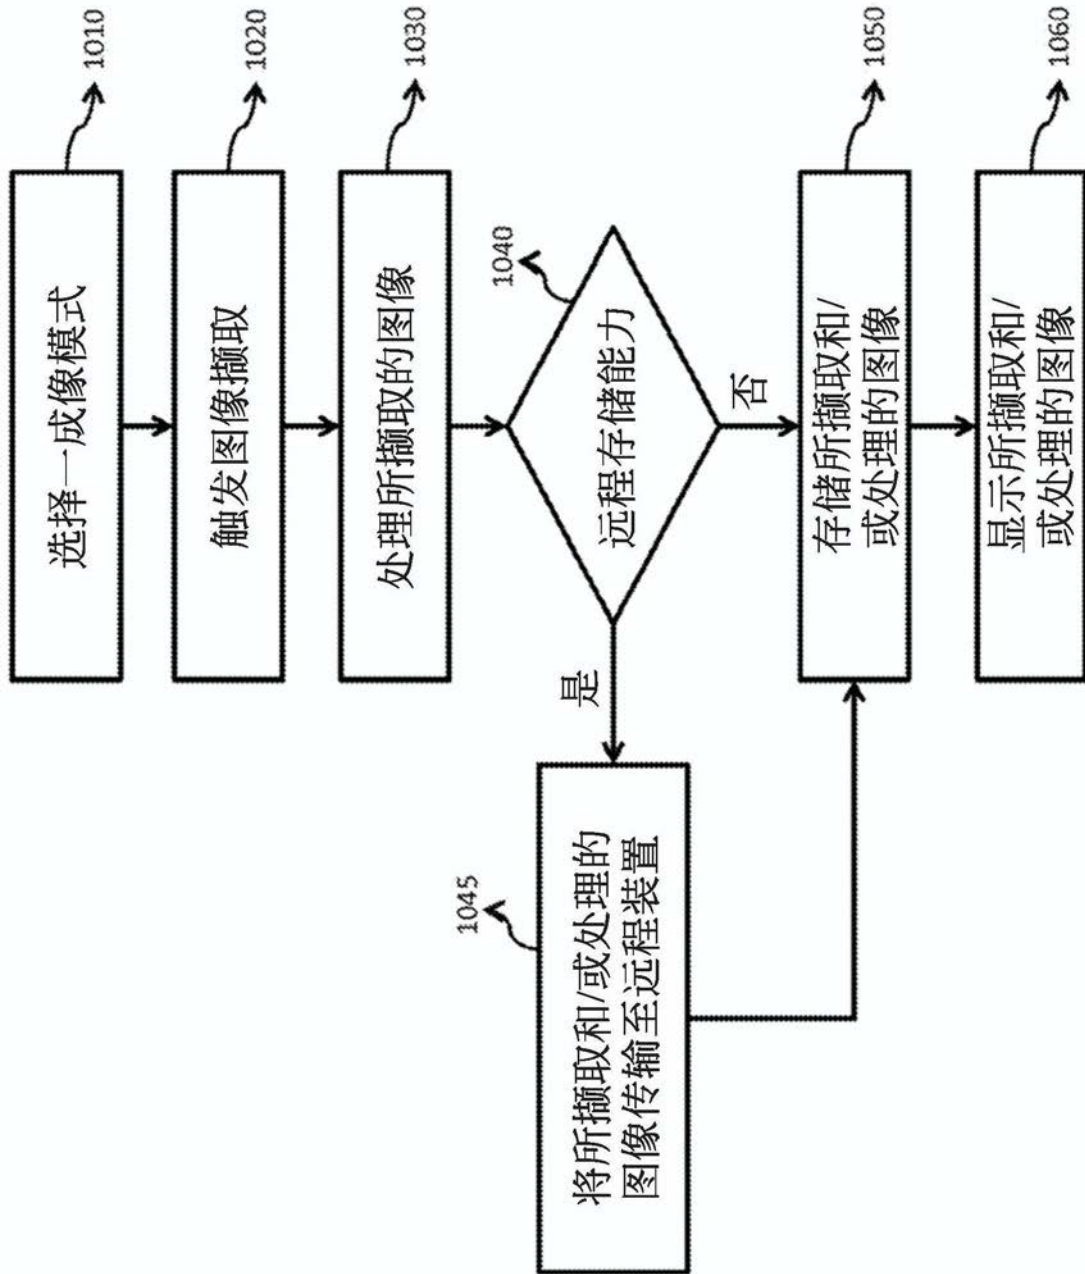 选择一成像模式
1010
触发图像撷取
1020
处理所撷取的图像
1030
远程存储能力
1040
是
否
将所撷取和/或处理的
图像传输至远程装置
1045
存储所撷取和/
或处理的图像
1050
显示所撷取和/
或处理的图像
1060